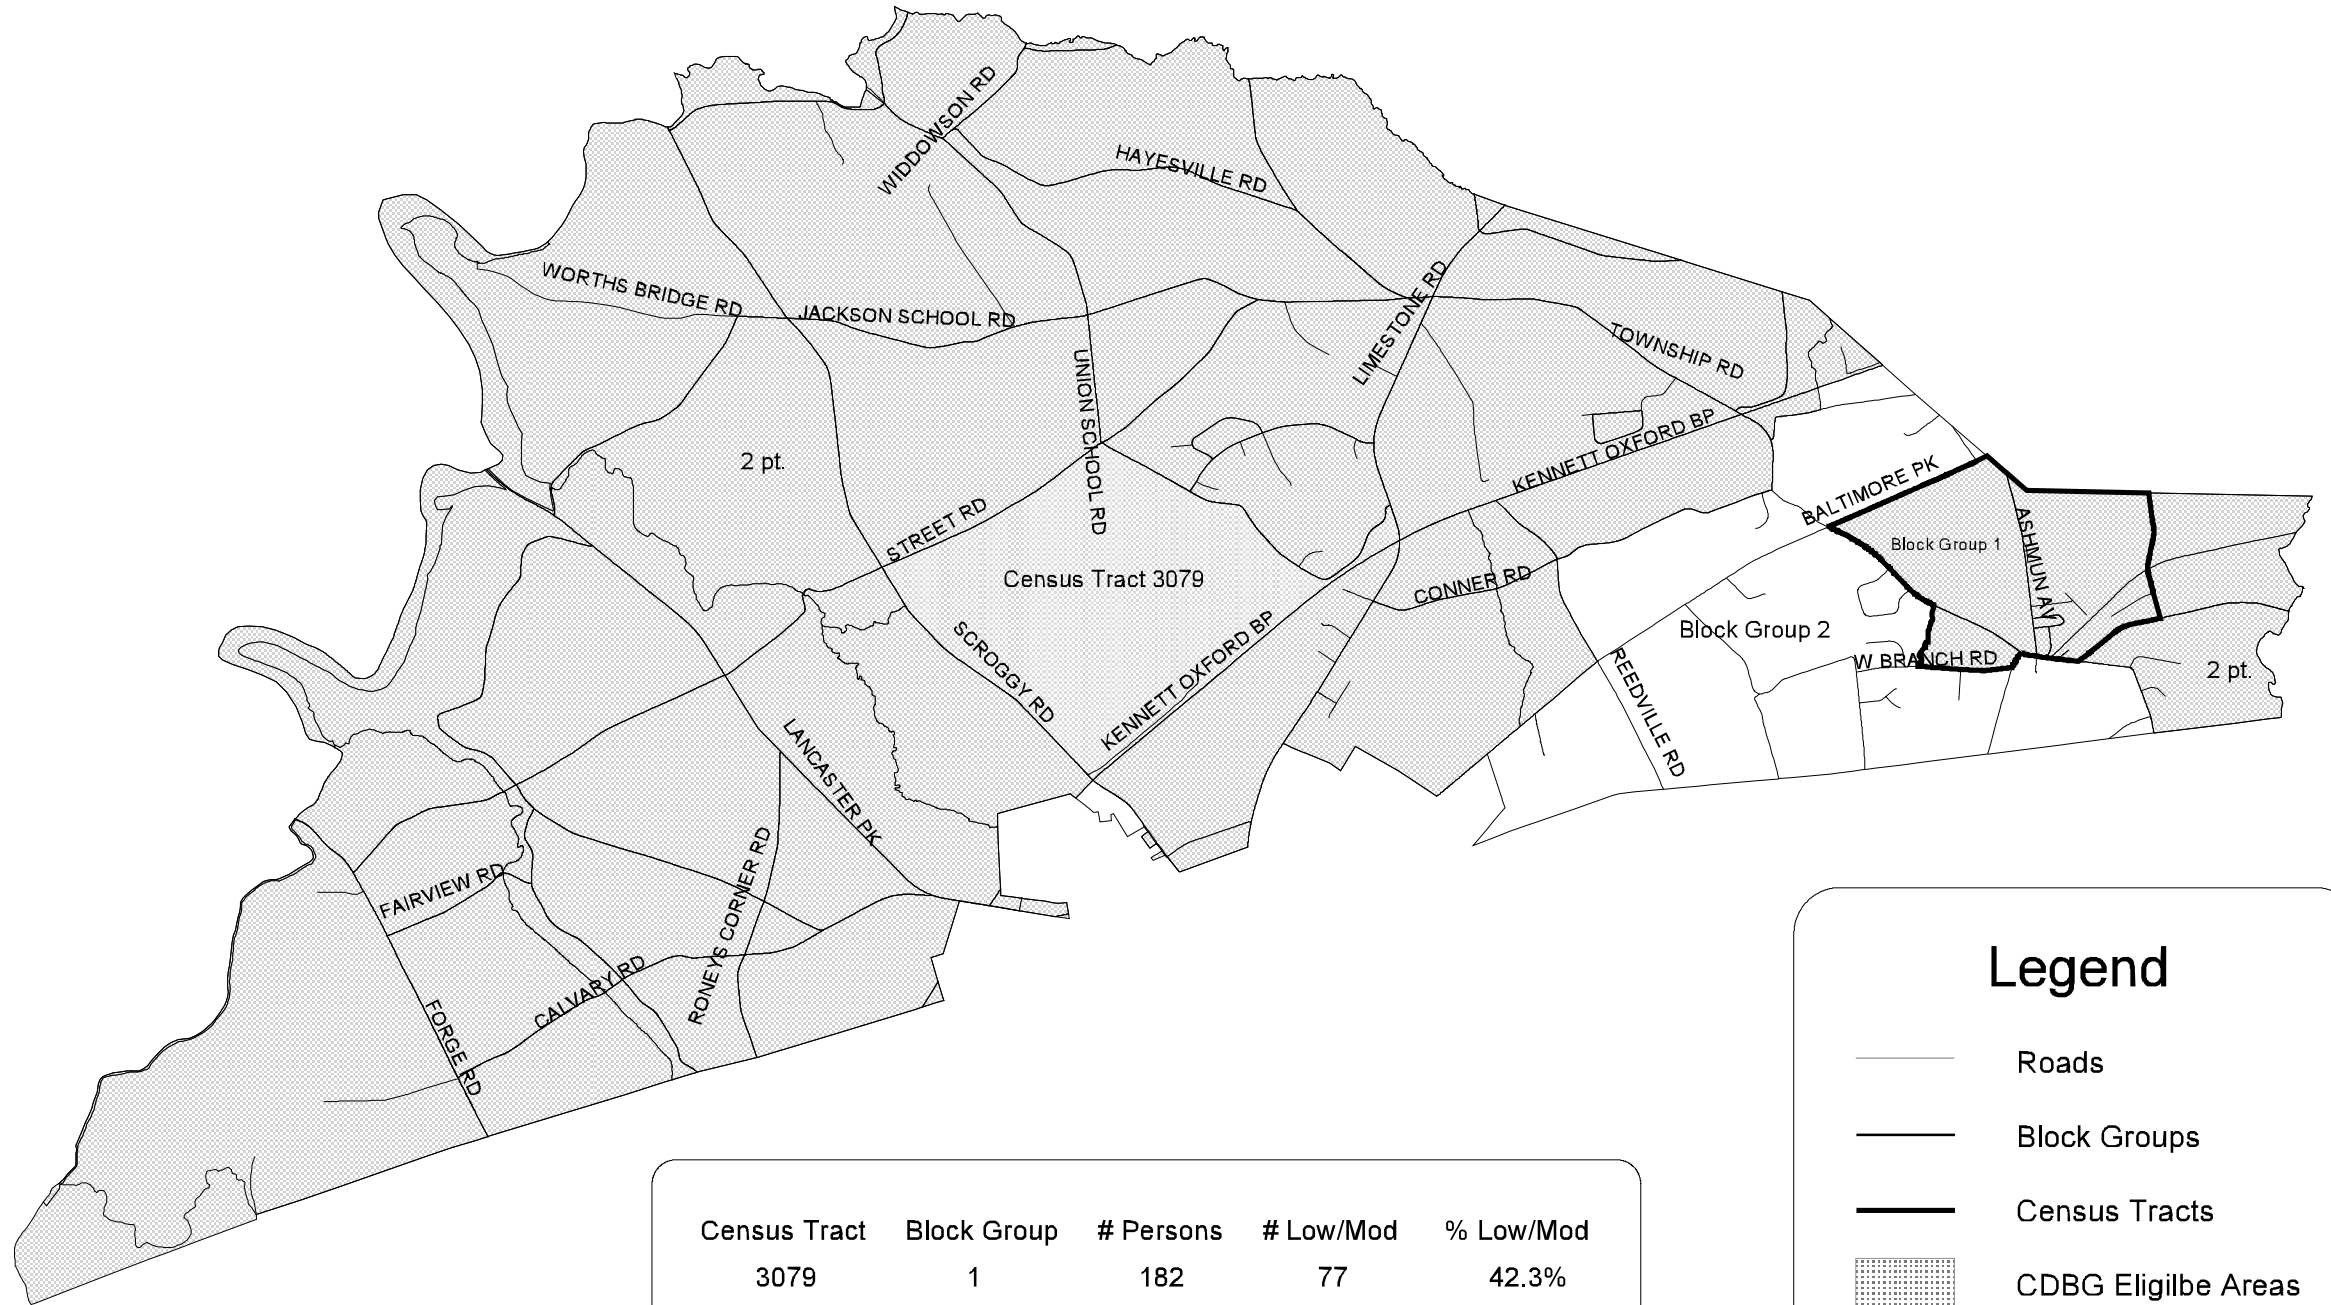 WIDDOWSON RD
HAYESVILLE RD
WORTHS BRIDGE RD
JACKSON SCHOOL RD
LIMESTONE RD
TOWNSHIP RD
UNION SCHOOL RD
2 pt.
KENNETT OXFORD BP
BALTIMORE PK
STREET RD
ASHMUN AV
Block Group 1
Census Tract 3079
CONNER RD
Block Group 2
SCROGGY RD
KENNETT OXFORD BP
REEDVILLE RD
W BRANCH RD
2 pt.
LANCASTER PK
RONEYS CORNER RD
FAIRVIEW RD
CALVARY RD
FORGE RD
Legend
Roads
Block Groups
Census Tracts
CDBG Eligilbe Areas
Census Tract Block Group # Persons # Low/Mod % Low/Mod
3079 1 182 77 42.3%